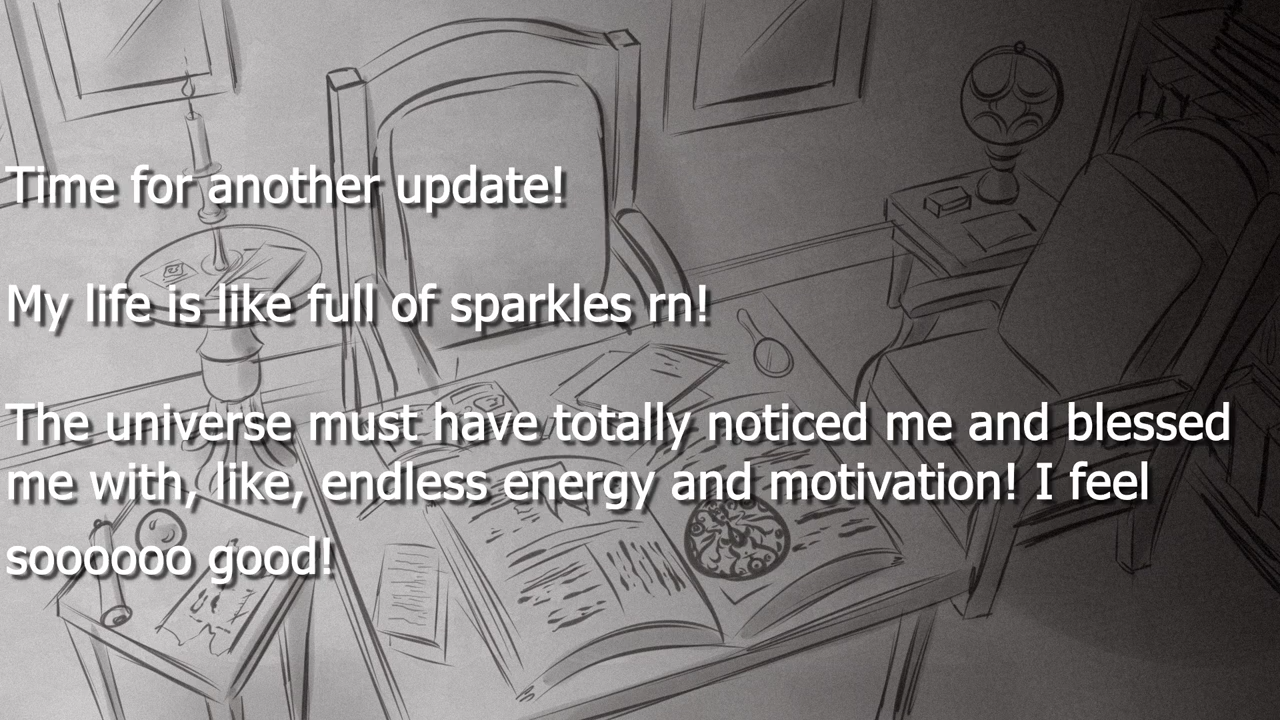 Time for another update!
My life is like full of sparkles rn!
The universe must have totally noticed me and blessed
me with, like, endless energy and motivation! I feel
soooooo good!